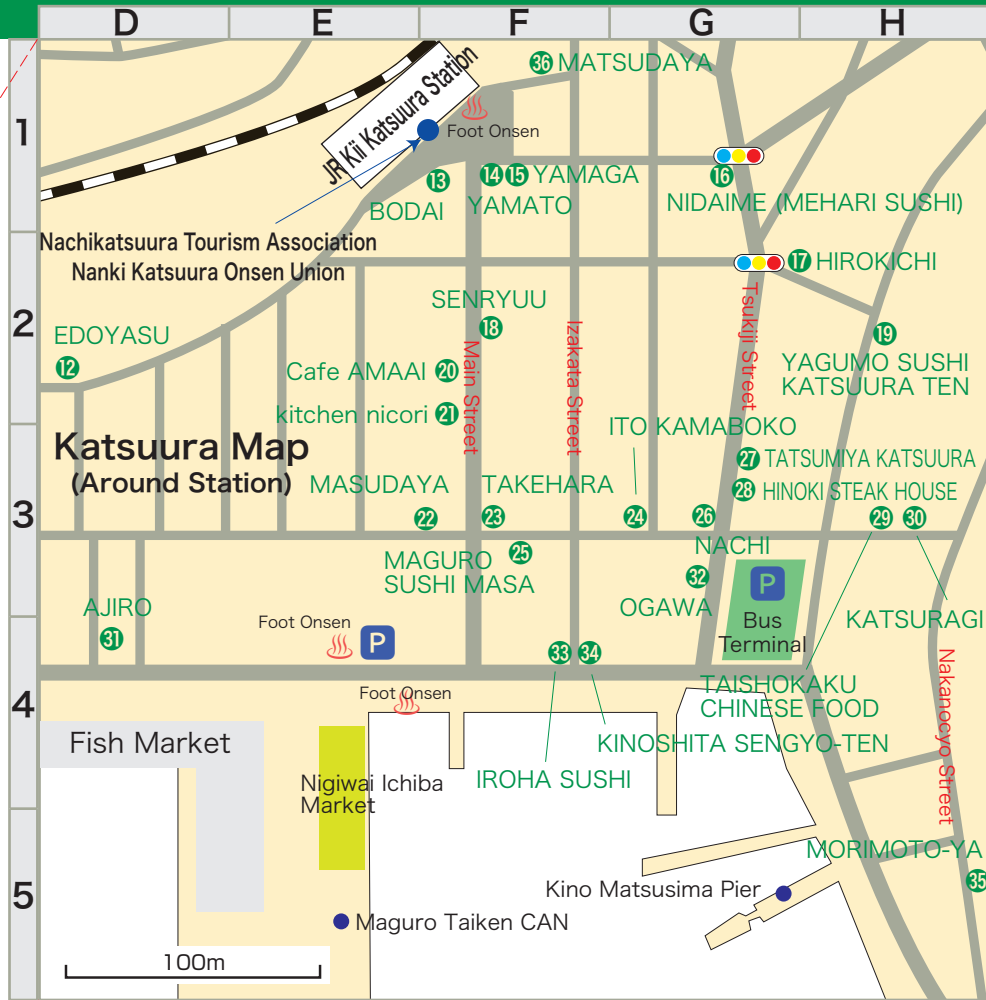 D E F G H
1
2
3
4
5
JR Kii Katsuura Station
Foot Onsen
㊱ MATSUDAYA
⑬
BODAI
⑭ ⑮ YAMAGA
YAMATO
⑯
NIDAIME (MEHARI SUSHI)
Nachikatsuura Tourism Association
Nanki Katsuura Onsen Union
⑰ HIROKICHI
SENRYUU
⑱
EDOYASU
⑫
⑲
YAGUMO SUSHI
KATSUURA TEN
Cafe AMAAI ⑳
kitchen nicori ㉑
Main Street
Izakata Street
Tsukiji Street
Katsuura Map
(Around Station)
ITO KAMABOKO
㉗ TATSUMIYA KATSUURA
㉘ HINOKI STEAK HOUSE
MASUDAYA
㉒
TAKEHARA
㉓
㉔
㉖
NACHI
㉙ ㉚
MAGURO
SUSHI MASA
㉕
㉜
OGAWA
P
Bus
Terminal
KATSURAGI
AJIRO
㉛
Foot Onsen
P
㉝ ㉞
Nakanocyo Street
TAISHOKAKU
CHINESE FOOD
Foot Onsen
KINOSHITA SENGYO-TEN
IROHA SUSHI
Fish Market
Nigiwai Ichiba
Market
MORIMOTO-YA
㉟
Kino Matsusima Pier
Maguro Taiken CAN
100m